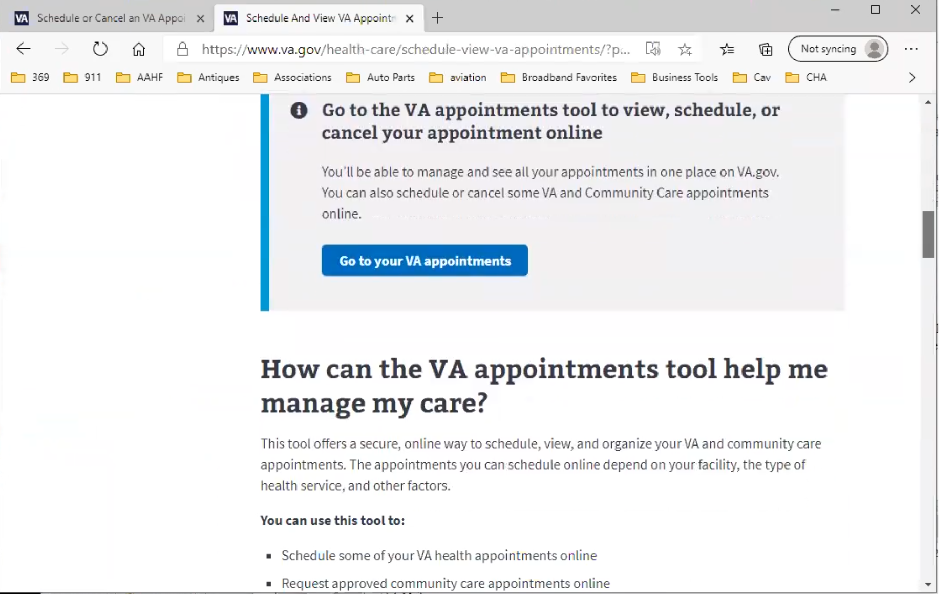 VA Schedule or Cancel an VA Appoi
VA Schedule And View VA Appointm
https://www.va.gov/health-care/schedule-view-va-appointments/?p...
Not syncing
369 911 AAHF Antiques Associations Auto Parts aviation Broadband Favorites Business Tools Cav CHA
Go to the VA appointments tool to view, schedule, or
cancel your appointment online
You'll be able to manage and see all your appointments in one place on VA.gov.
You can also schedule or cancel some VA and Community Care appointments
online.
Go to your VA appointments
How can the VA appointments tool help me
manage my care?
This tool offers a secure, online way to schedule, view, and organize your VA and community care
appointments. The appointments you can schedule online depend on your facility, the type of
health service, and other factors.
You can use this tool to:
Schedule some of your VA health appointments online
Request approved community care appointments online